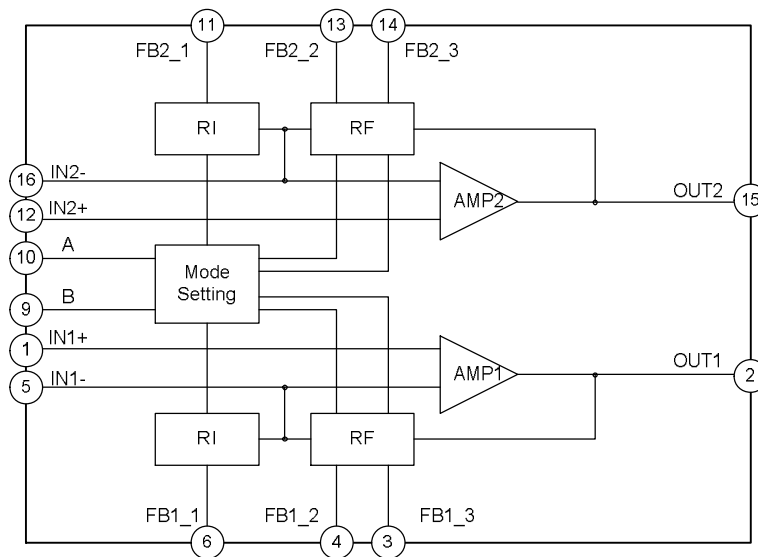 11 13 14
FB2_1 FB2_2 FB2_3
RI RF
16 IN2-
AMP2 OUT2 15
12 IN2+
10 A
Mode
Setting
9 B
1 IN1+
AMP1 OUT1 2
5 IN1-
RI RF
FB1_1 FB1_2 FB1_3
6 4 3